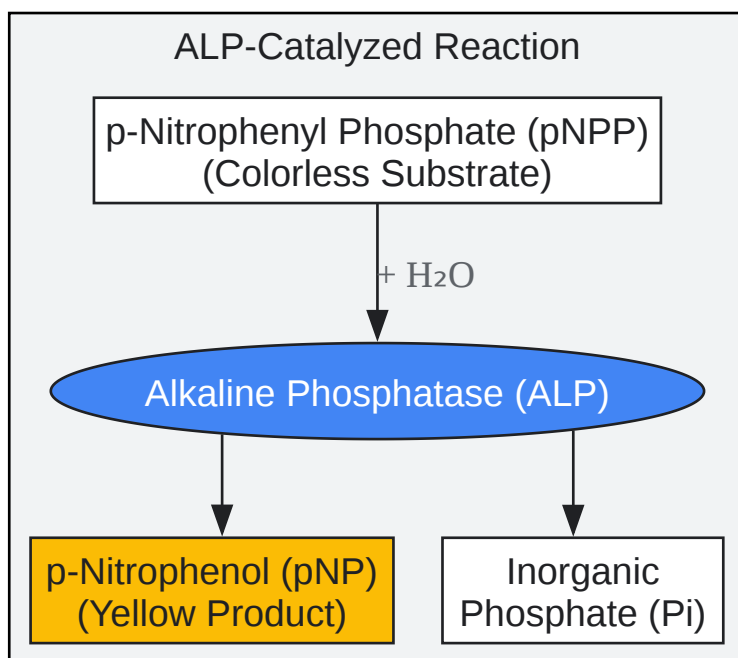 ALP-Catalyzed Reaction
p-Nitrophenyl Phosphate (pNPP)
(Colorless Substrate)
+ H₂O
Alkaline Phosphatase (ALP)
p-Nitrophenol (pNP)
(Yellow Product)
Inorganic
Phosphate (Pi)